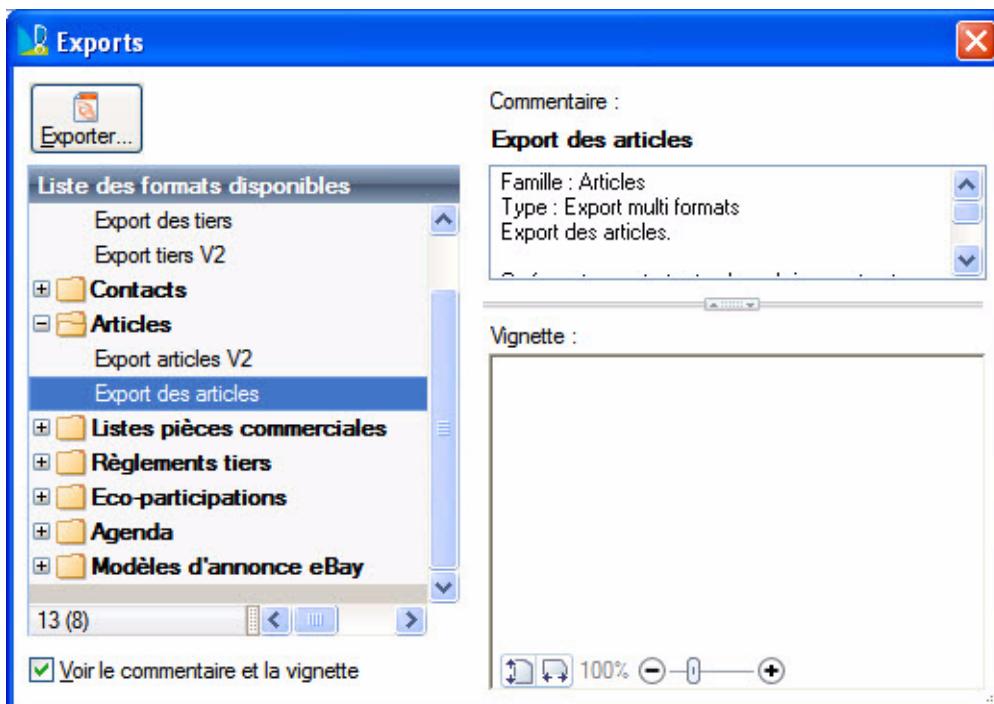 Exports
Exporter...
Liste des formats disponibles
Export des tiers
Export tiers V2
Contacts
Articles
Export articles V2
Export des articles
Listes pièces commerciales
Règlements tiers
Eco-participations
Agenda
Modèles d'annonce eBay
13 (8)
Voir le commentaire et la vignette
Commentaire :
Export des articles
Famille : Articles
Type : Export multi formats
Export des articles.
Vignette :
100%